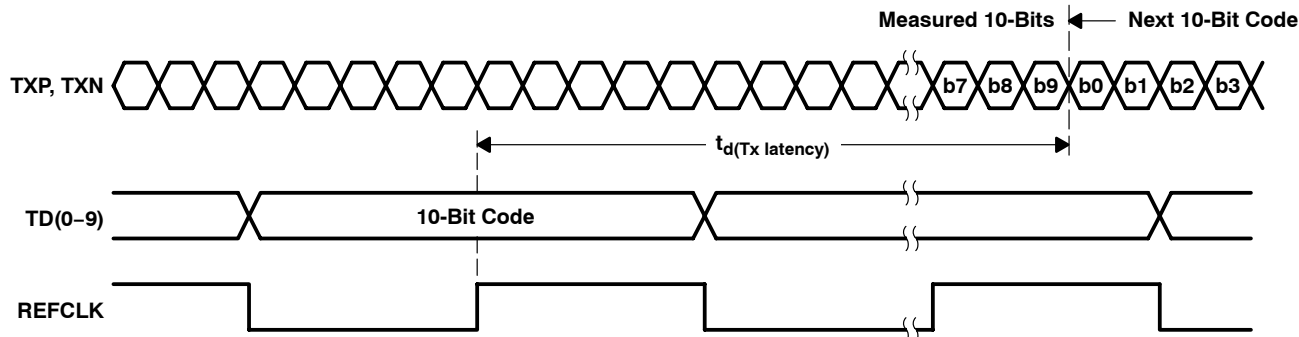 Measured 10-Bits Next 10-Bit Code
TXP, TXN b7 b8 b9 b0 b1 b2 b3
td(Tx latency)
TD(0−9) 10-Bit Code
REFCLK